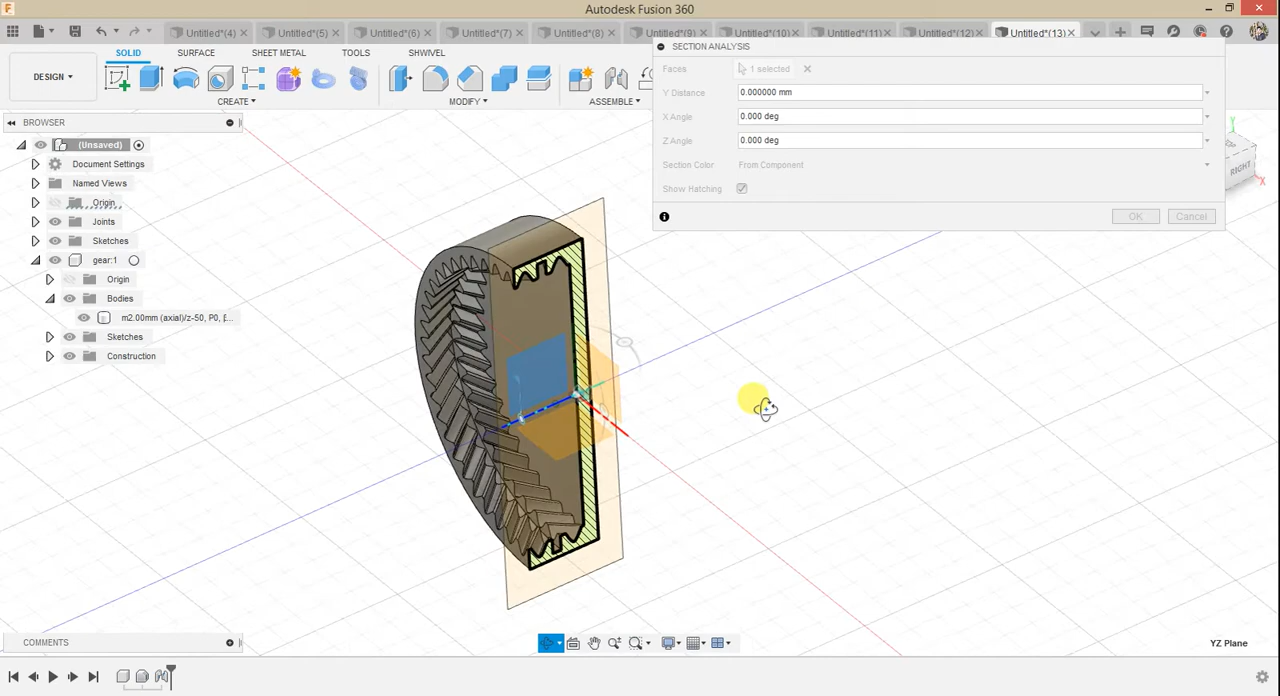 Autodesk Fusion 360
Untitled*(4)
Untitled*(5)
Untitled*(6)
Untitled*(7)
Untitled*(8)
Untitled*(9)
Untitled*(10)
Untitled*(11)
Untitled*(12)
Untitled*(13)
SOLID
SURFACE
SHEET METAL
TOOLS
SHWIVEL
DESIGN
CREATE
MODIFY
ASSEMBLE
SECTION ANALYSIS
Faces 1 selected
Y Distance 0.000000 mm
X Angle 0.000 deg
Z Angle 0.000 deg
Section Color From Component
Show Hatching
OK Cancel
Y
X
RIGHT
BROWSER
(Unsaved)
Document Settings
Named Views
Origin
Joints
Sketches
gear:1
Origin
Bodies
m2.00mm (axial)/z-50, P0,
Sketches
Construction
COMMENTS
YZ Plane